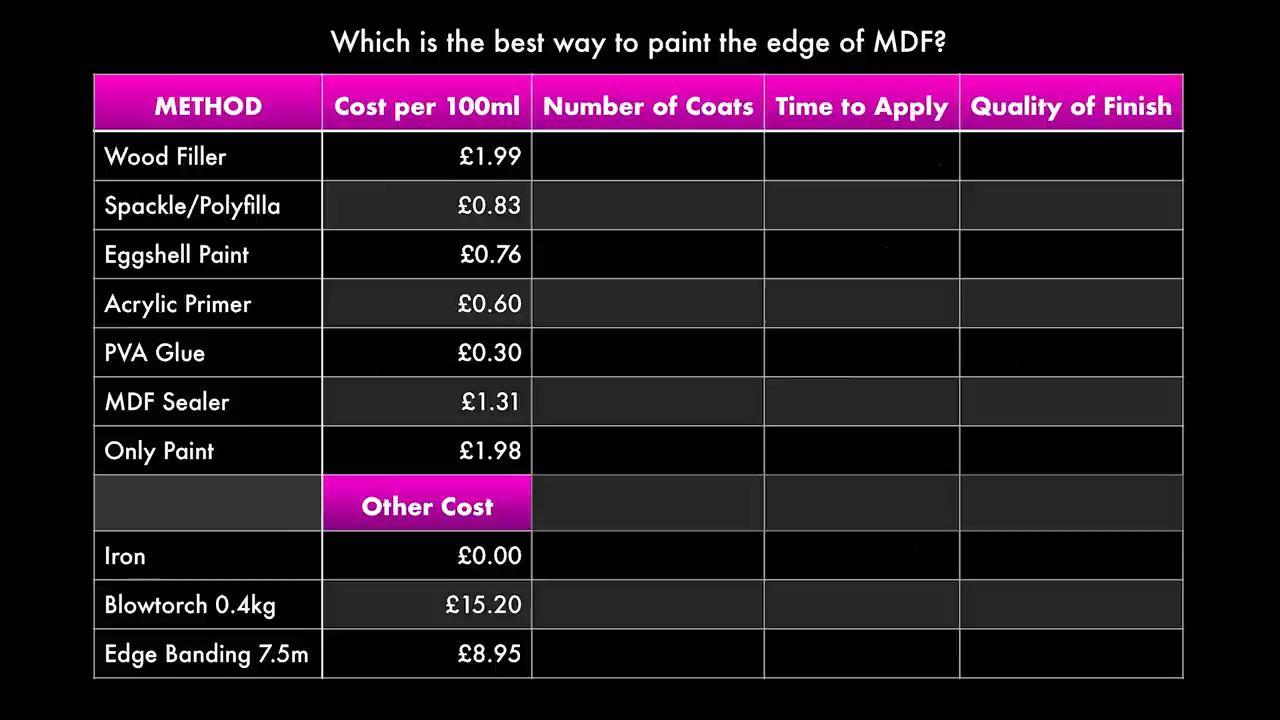 Which is the best way to paint the edge of MDF?
METHOD Cost per 100ml Number of Coats Time to Apply Quality of Finish
Wood Filler £1.99
Spackle/Polyfilla £0.83
Eggshell Paint £0.76
Acrylic Primer £0.60
PVA Glue £0.30
MDF Sealer £1.31
Only Paint £1.98
Other Cost
Iron £0.00
Blowtorch 0.4kg £15.20
Edge Banding 7.5m £8.95